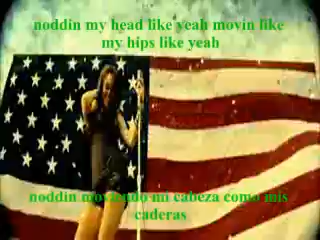 noddin my head like yeah movin like
my hips like yeah
noddin moviendo mi cabeza como mis
caderas